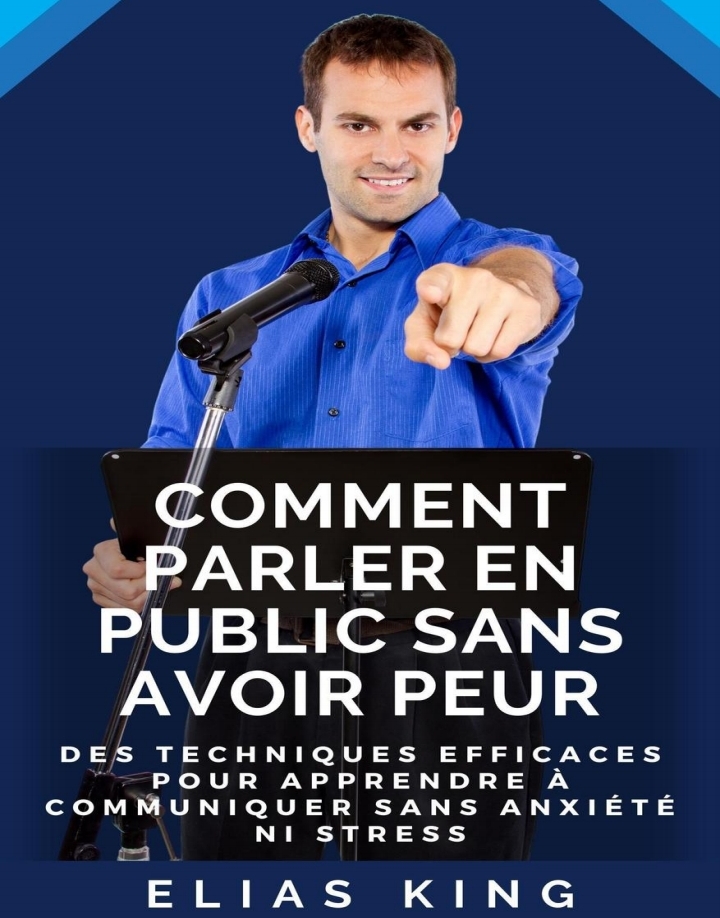 COMMENT
PARLER EN
PUBLIC SANS
AVOIR PEUR
DES TECHNIQUES EFFICACES
POUR APPRENDRE À
COMMUNIQUER SANS ANXIÉTÉ
NI STRESS
ELIAS KING